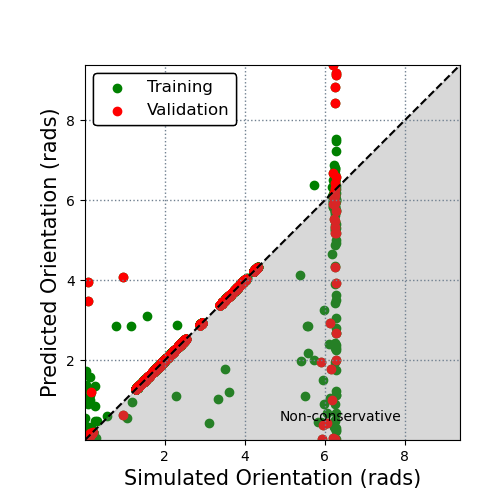 Training
Validation
8
6
4
2
Predicted Orientation (rads)
Non-conservative
2
4
6
8
Simulated Orientation (rads)